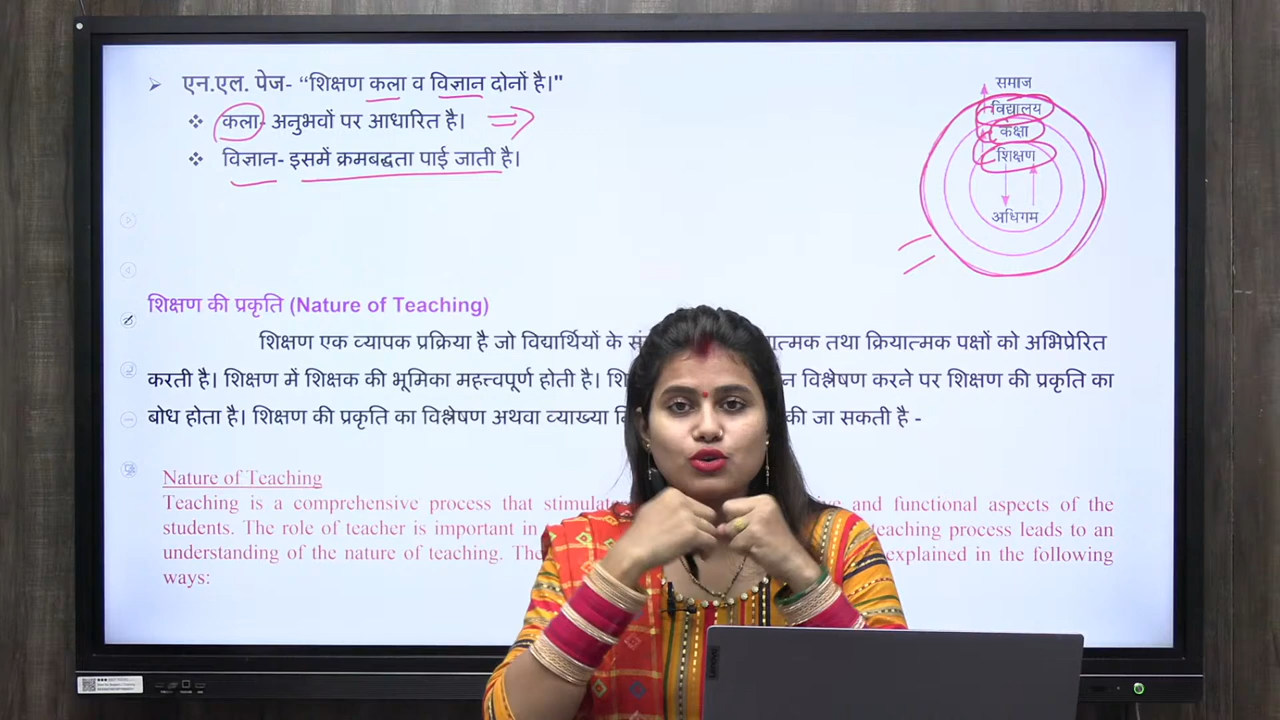 ➢ एन.एल. पेज- “शिक्षण कला व विज्ञान दोनों है।"
❖ कला- अनुभवों पर आधारित है।
❖ विज्ञान- इसमें क्रमबद्धता पाई जाती है।
समाज
विद्यालय
कक्षा
शिक्षण
अधिगम
शिक्षण की प्रकृति (Nature of Teaching)
शिक्षण एक व्यापक प्रक्रिया है जो विद्यार्थियों के तथा क्रियात्मक पक्षों को अभिप्रेरित
करती है। शिक्षण में शिक्षक की भूमिका महत्त्वपूर्ण होती है। विश्लेषण करने पर शिक्षण की प्रकृति का
बोध होता है। शिक्षण की प्रकृति का विश्लेषण अथवा व्याख्या की जा सकती है -
Nature of Teaching
Teaching is a comprehensive process that and functional aspects of the
students. The role of teacher is important in teaching process leads to an
understanding of the nature of teaching. explained in the following
ways: